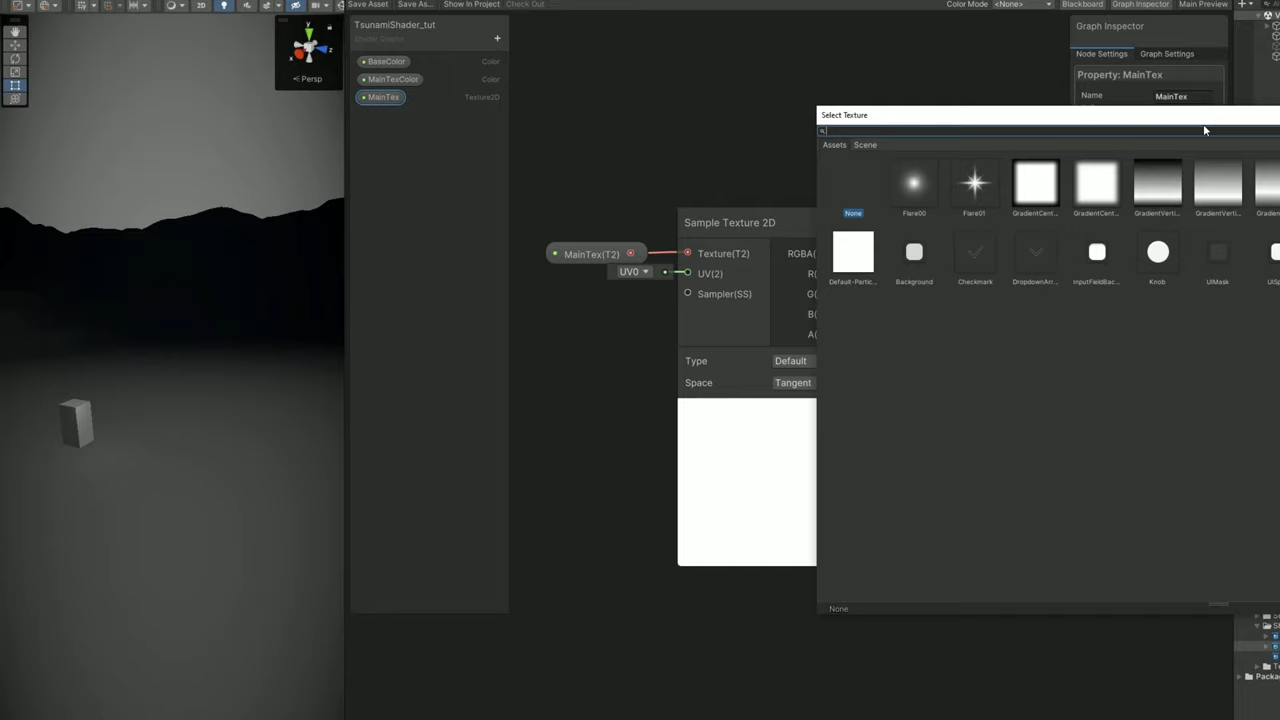 Save Asset Save As... Show In Project Check Out Color Mode <None> Blackboard Graph Inspector Main Preview
2D
y
z
Persp
TsunamiShader_tut
Shader Graphs
BaseColor Color
MainTexColor Color
MainTex Texture2D
Graph Inspector
Node Settings Graph Settings
Property: MainTex
Name MainTex
Select Texture
Assets Scene
None Flare00 Flare01 GradientCent... GradientCent... GradientVerti... GradientVerti...
Default-Partic... Background Checkmark DropdownArr... InputFieldBac... Knob UIMask
Sample Texture 2D
MainTex(T2) Texture(T2) RGBA(
UV0 UV(2) R(
Sampler(SS) G(
B(
A(
Type Default
Space Tangent
None